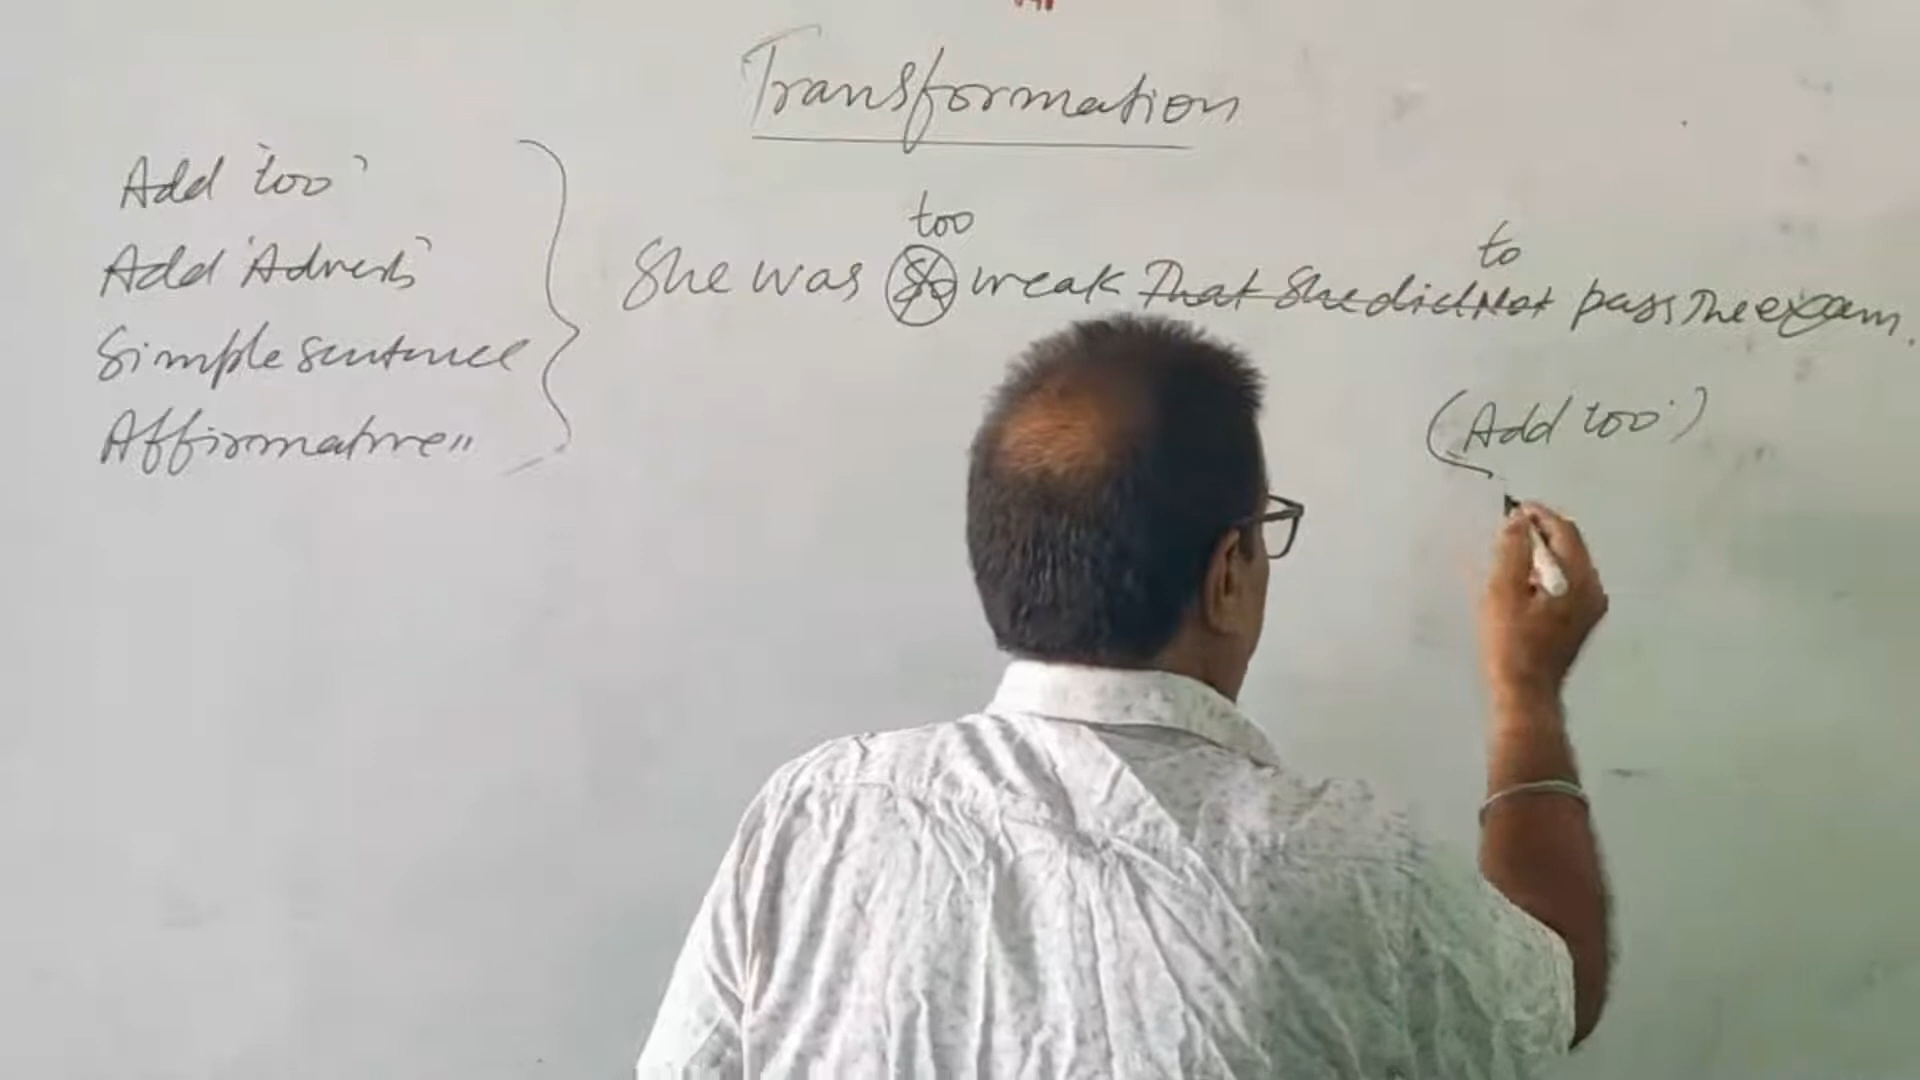 Transformation
Add 'too'
Add 'Adverb'
Simple sentence
Affirmative "
too
to
She was So weak That She did Not pass The exam.
(Add too')